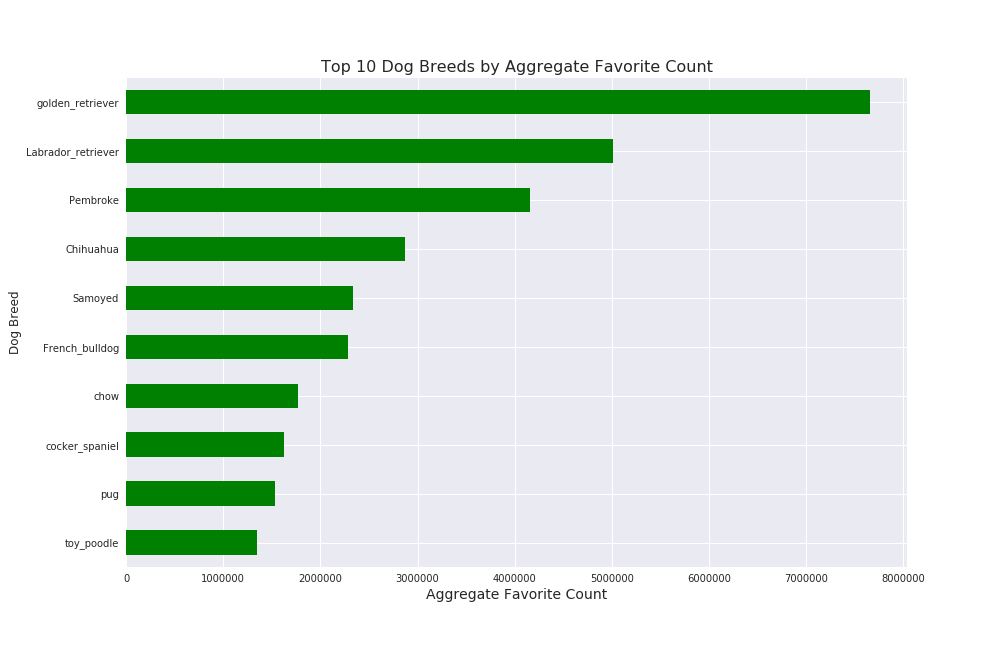 Top 10 Dog Breeds by Aggregate Favorite Count
golden_retriever
Labrador_retriever
Pembroke
Chihuahua
Samoyed
French_bulldog
chow
cocker_spaniel
pug
toy_poodle
Dog Breed
0 1000000 2000000 3000000 4000000 5000000 6000000 7000000 8000000
Aggregate Favorite Count